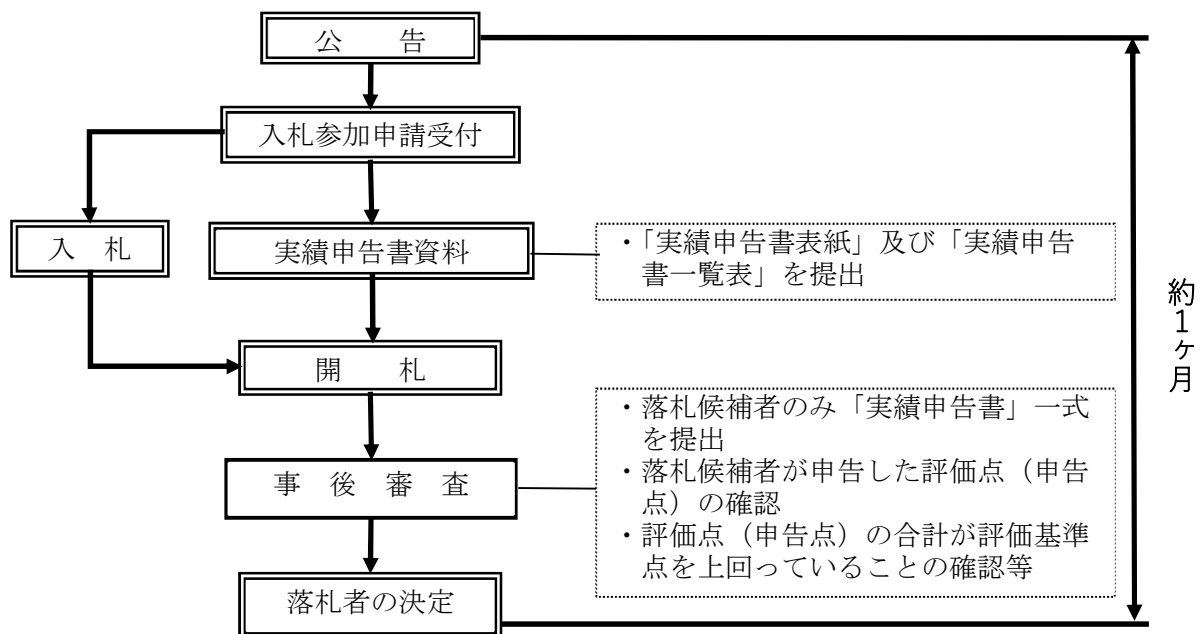 公　告
入札参加申請受付
入　札
実績申告書資料
・「実績申告書表紙」及び「実績申告
書一覧表」を提出
開　札
事　後　審　査
・落札候補者のみ「実績申告書」一式
を提出
・落札候補者が申告した評価点（申告
点）の確認
・評価点（申告点）の合計が評価基準
点を上回っていることの確認等
落札者の決定
約1ヶ月